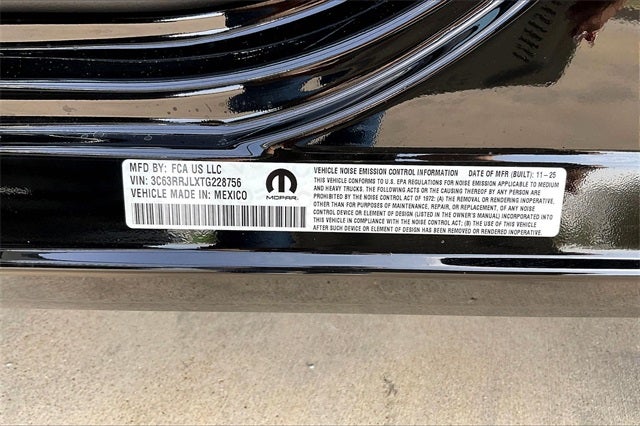 MFD BY: FCA US LLC
VIN: 3C63RRJLXTG228756
VEHICLE MADE IN: MEXICO
MOPAR
VEHICLE NOISE EMISSION CONTROL INFORMATION DATE OF MFR (BUILT): 11-25
THIS VEHICLE CONFORMS TO U.S. EPA REGULATIONS FOR NOISE EMISSION APPLICABLE TO MEDIUM
AND HEAVY TRUCKS. THE FOLLOWING ACTS OR THE CAUSING THEREOF BY ANY PERSON
ARE PROHIBITED BY THE NOISE CONTROL ACT OF 1972: (A) THE REMOVAL OR RENDERING INOPERATIVE,
OTHER THAN FOR PURPOSES OF MAINTENANCE, REPAIR, OR REPLACEMENT, OF ANY NOISE CONTROL
DEVICE OR ELEMENT OF DESIGN (LISTED IN THE OWNER'S MANUAL) INCORPORATED INTO
THIS VEHICLE IN COMPLIANCE WITH THE NOISE CONTROL ACT; (B) THE USE OF THIS VEHICLE
AFTER SUCH DEVICE OR ELEMENT OF DESIGN HAS BEEN REMOVED OR RENDERED INOPERATIVE.